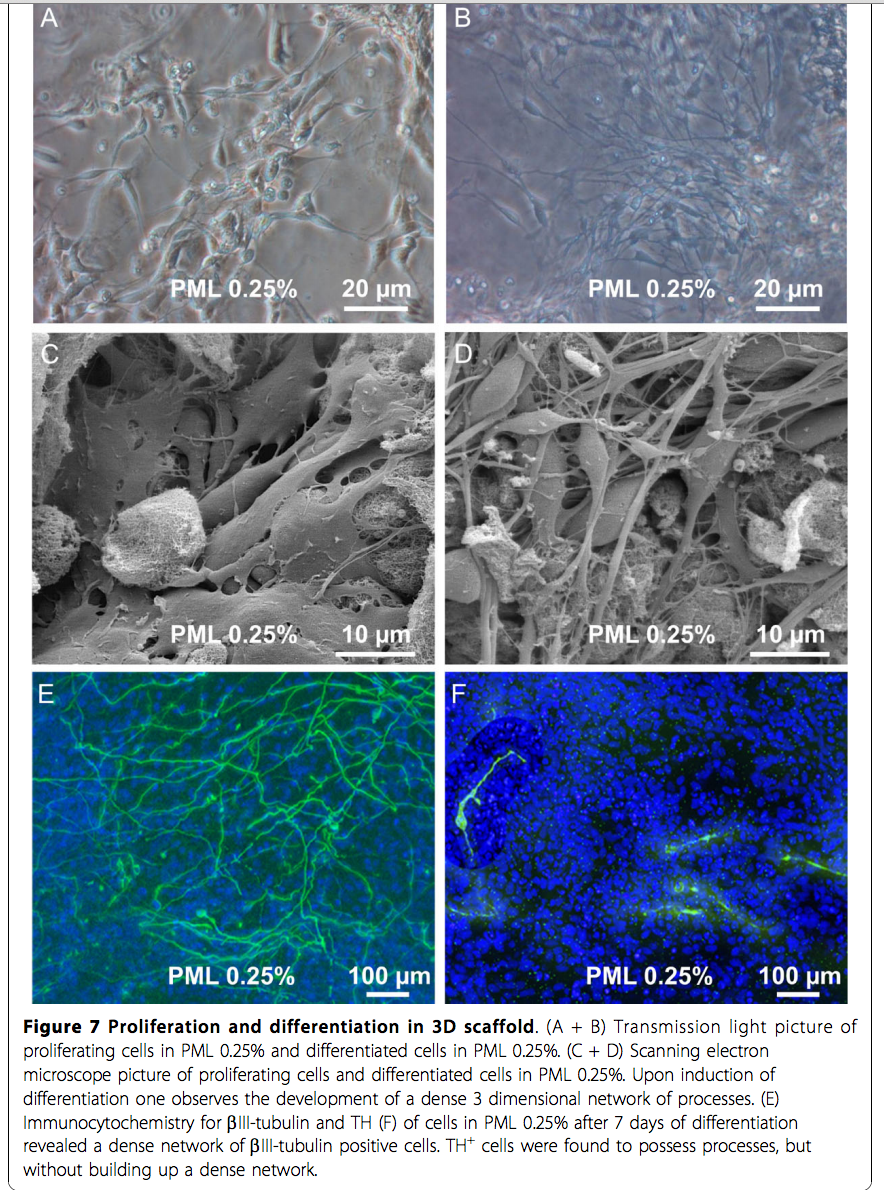 A
B
PML 0.25%
20 µm
PML 0.25%
20 µm
C
D
PML 0.25%
10 µm
PML 0.25%
10 µm
E
F
PML 0.25%
100 µm
PML 0.25%
100 µm
Figure 7 Proliferation and differentiation in 3D scaffold. (A + B) Transmission light picture of
proliferating cells in PML 0.25% and differentiated cells in PML 0.25%. (C + D) Scanning electron
microscope picture of proliferating cells and differentiated cells in PML 0.25%. Upon induction of
differentiation one observes the development of a dense 3 dimensional network of processes. (E)
Immunocytochemistry for βIII-tubulin and TH (F) of cells in PML 0.25% after 7 days of differentiation
revealed a dense network of βIII-tubulin positive cells. TH⁺ cells were found to possess processes, but
without building up a dense network.